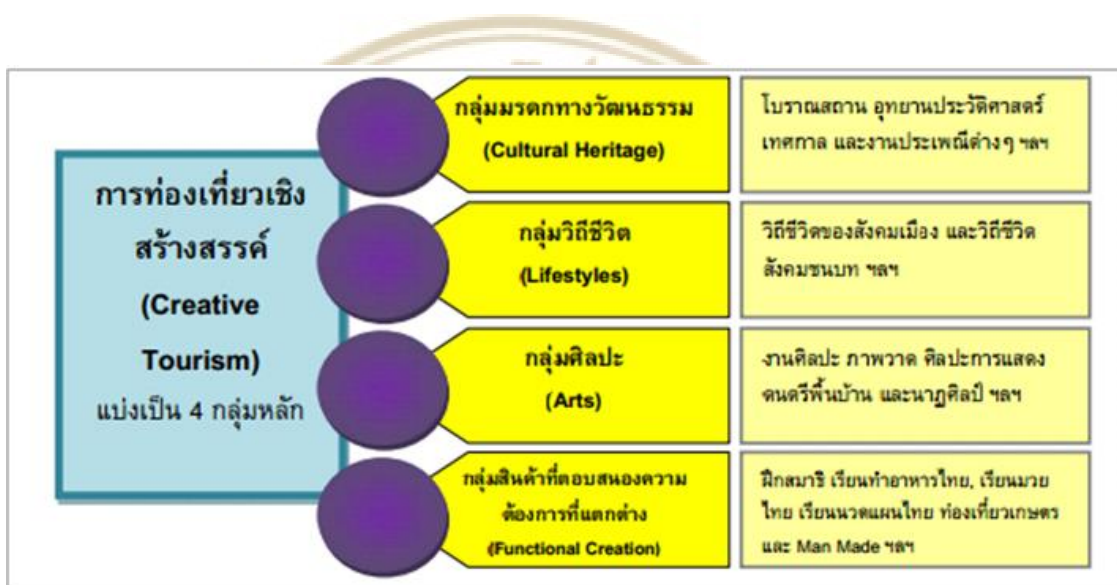 การท่องเที่ยวเชิง
สร้างสรรค์
(Creative
Tourism)
แบ่งเป็น 4 กลุ่มหลัก
กลุ่มมรดกทางวัฒนธรรม
(Cultural Heritage)
โบราณสถาน อุทยานประวัติศาสตร์
เทศกาล และงานประเพณีต่างๆ ฯลฯ
กลุ่มวิถีชีวิต
(Lifestyles)
วิถีชีวิตของสังคมเมือง และวิถีชีวิต
สังคมชนบท ฯลฯ
กลุ่มศิลปะ
(Arts)
งานศิลปะ ภาพวาด ศิลปะการแสดง
ดนตรีพื้นบ้าน และนาฏศิลป์ ฯลฯ
กลุ่มสินค้าที่ตอบสนองความ
ต้องการที่แตกต่าง
(Functional Creation)
ฝึกสมาธิ เรียนทำอาหารไทย, เรียนมวย
ไทย เรียนนวดแผนไทย ท่องเที่ยวเกษตร
และ Man Made ฯลฯ